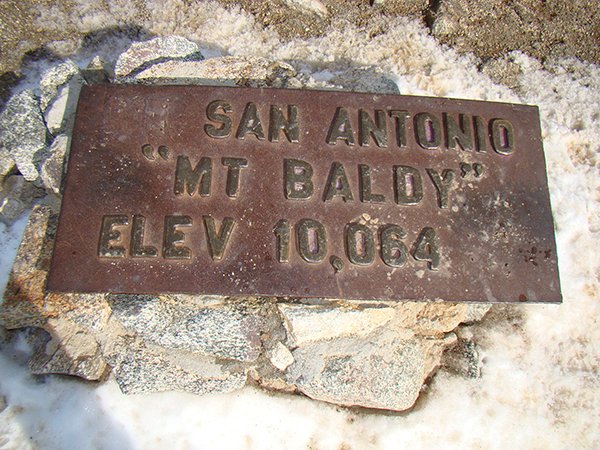 SAN ANTONIO
"MT BALDY"
ELEV 10,064